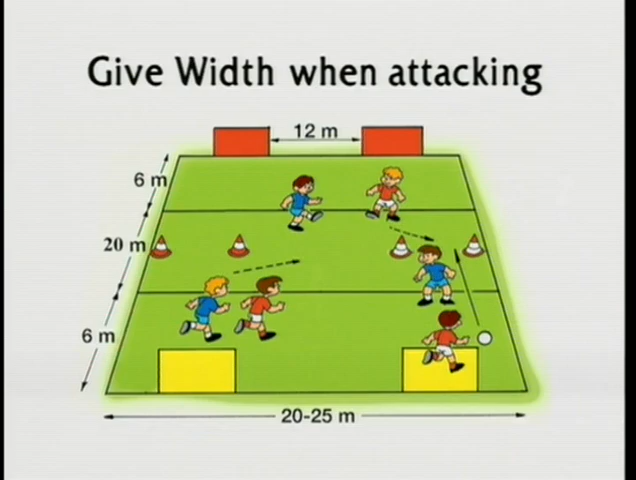 Give Width when attacking
12 m
6 m
20 m
6 m
20-25 m